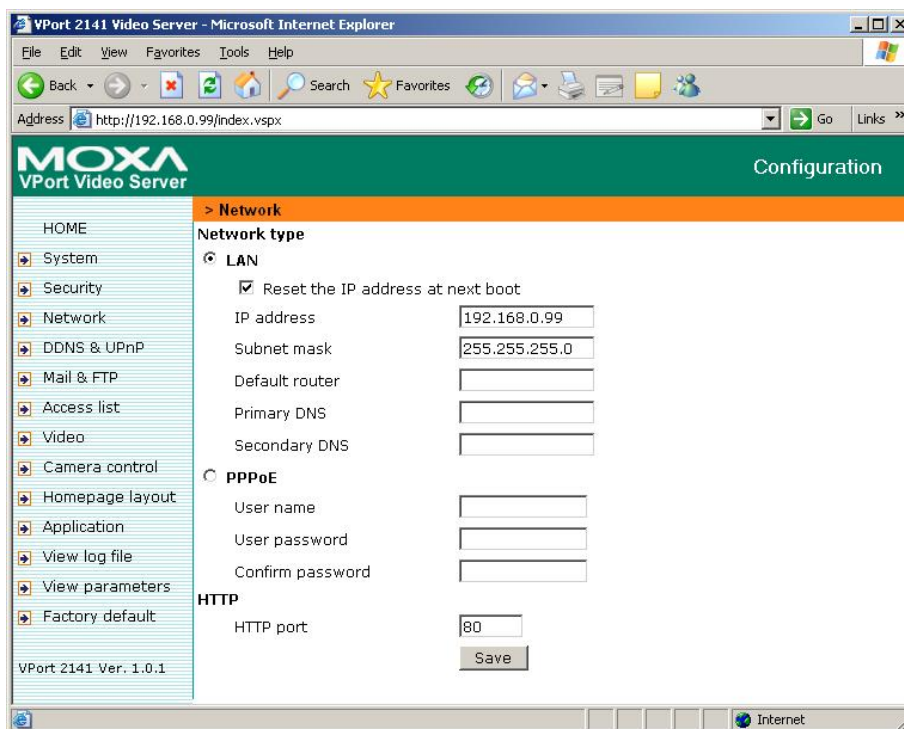 VPort 2141 Video Server - Microsoft Internet Explorer
File Edit View Favorites Tools Help
Back Search Favorites
Address http://192.168.0.99/index.vspx Go Links »
MOXA
VPort Video Server
Configuration
HOME
System
Security
Network
DDNS & UPnP
Mail & FTP
Access list
Video
Camera control
Homepage layout
Application
View log file
View parameters
Factory default
VPort 2141 Ver. 1.0.1
> Network
Network type
LAN
Reset the IP address at next boot
IP address 192.168.0.99
Subnet mask 255.255.255.0
Default router
Primary DNS
Secondary DNS
PPPoE
User name
User password
Confirm password
HTTP
HTTP port 80
Save
Internet